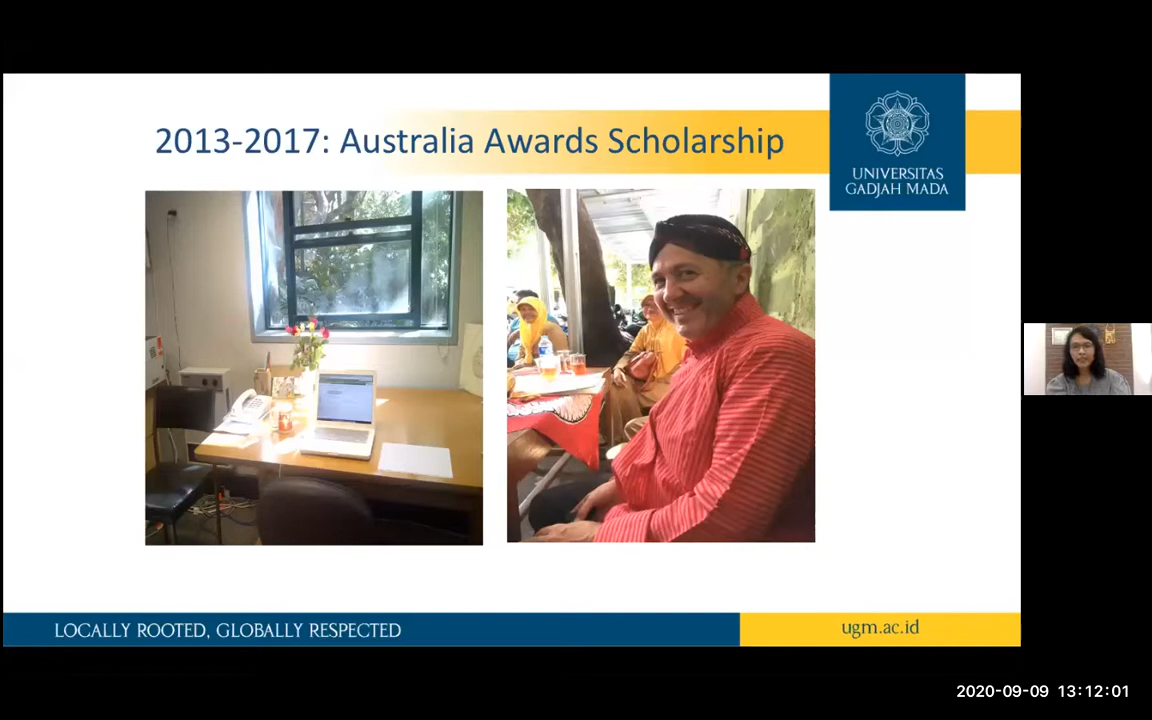 2013-2017: Australia Awards Scholarship
UNIVERSITAS
GADJAH MADA
LOCALLY ROOTED, GLOBALLY RESPECTED
ugm.ac.id
2020-09-09 13:12:01